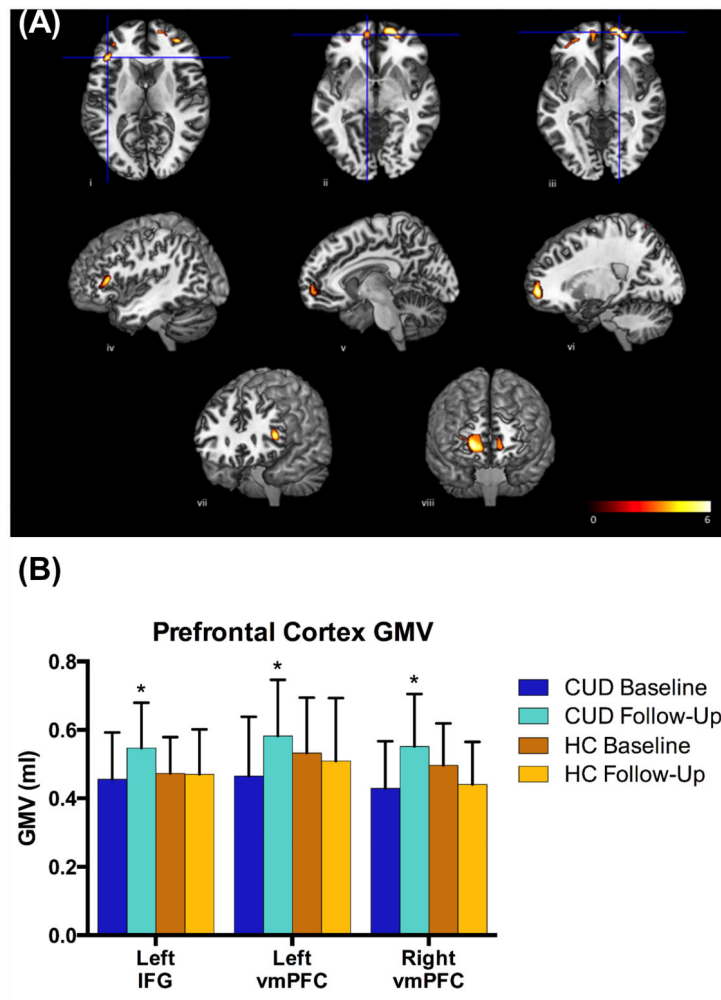 (A)
i
ii
iii
iv
v
vi
vii
viii
0 6
(B)
Prefrontal Cortex GMV
GMV (ml)
0.8
0.6
0.4
0.2
0.0
* * *
Left
IFG
Left
vmPFC
Right
vmPFC
CUD Baseline
CUD Follow-Up
HC Baseline
HC Follow-Up